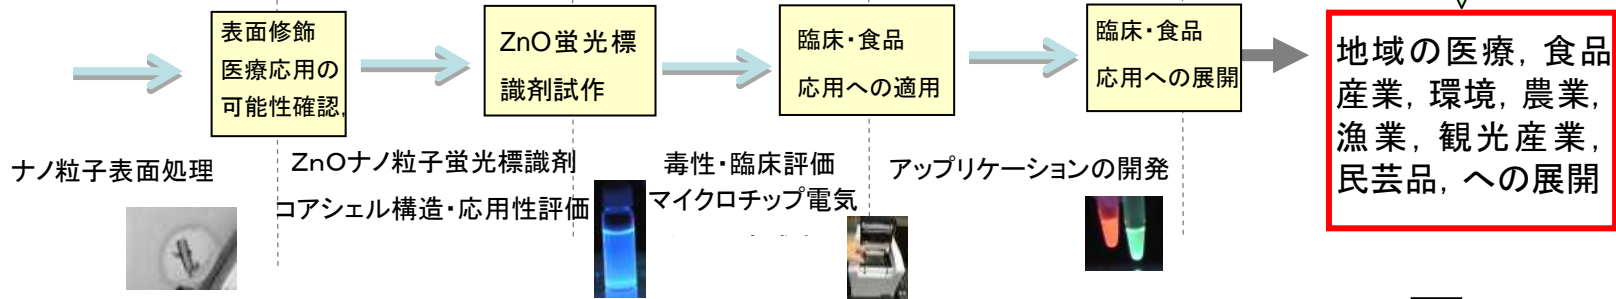 表面修飾
医療応用の
可能性確認,
ZnO蛍光標
識剤試作
臨床・食品
応用への適用
臨床・食品
応用への展開
地域の医療, 食品
産業, 環境, 農業,
漁業, 観光産業,
民芸品, への展開
ナノ粒子表面処理
ZnOナノ粒子蛍光標識剤
コアシェル構造・応用性評価
毒性・臨床評価
マイクロチップ電気
アップリケーションの開発